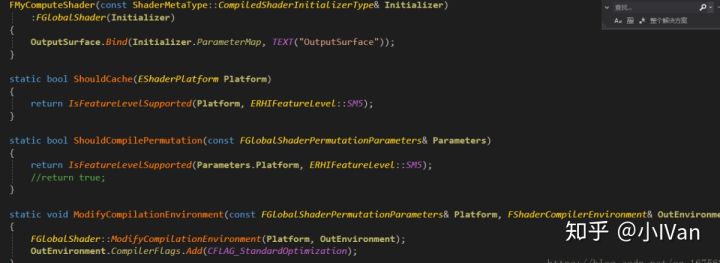 FMyComputeShader(const ShaderMetaType::CompiledShaderInitializerType& Initializer)
:FGlobalShader(Initializer)
{
OutputSurface.Bind(Initializer.ParameterMap, TEXT("OutputSurface"));
}
static bool ShouldCache(EShaderPlatform Platform)
{
return IsFeatureLevelSupported(Platform, ERHIFeatureLevel::SM5);
}
static bool ShouldCompilePermutation(const FGlobalShaderPermutationParameters& Parameters)
{
return IsFeatureLevelSupported(Parameters.Platform, ERHIFeatureLevel::SM5);
//return true;
}
static void ModifyCompilationEnvironment(const FGlobalShaderPermutationParameters& Platform, FShaderCompilerEnvironment& OutEnvironme
{
FGlobalShader::ModifyCompilationEnvironment(Platform, OutEnvironment);
OutEnvironment.CompilerFlags.Add(CFLAG_StandardOptimization);
}
查找...
Aa 整个解决方案
知乎 @小IVan